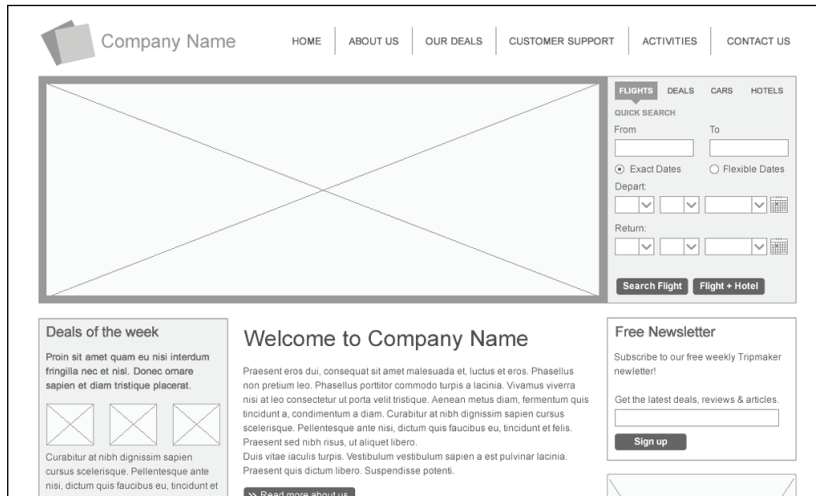 Company Name
HOME
ABOUT US
OUR DEALS
CUSTOMER SUPPORT
ACTIVITIES
CONTACT US
FLIGHTS
DEALS
CARS
HOTELS
QUICK SEARCH
From
To
Exact Dates
Flexible Dates
Depart:
Return:
Search Flight
Flight + Hotel
Deals of the week
Proin sit amet quam eu nisi interdum
fringilla nec et nisl. Donec ornare
sapien et diam tristique placerat.
Curabitur at nibh dignissim sapien
cursus scelerisque. Pellentesque ante
nisi, dictum quis faucibus eu, tincidunt et
Welcome to Company Name
Praesent eros dui, consequat sit amet malesuada et, luctus et eros. Phasellus
non pretium leo. Phasellus porttitor commodo turpis a lacinia. Vivamus viverra
nisi at leo consectetur ut porta velit tristique. Aenean metus diam, fermentum quis
tincidunt a, condimentum a diam. Curabitur at nibh dignissim sapien cursus
scelerisque. Pellentesque ante nisi, dictum quis faucibus eu, tincidunt et felis.
Praesent sed nibh risus, ut aliquet libero.
Duis vitae iaculis turpis. Vestibulum vestibulum sapien a est pulvinar lacinia.
Praesent quis dictum libero. Suspendisse potenti.
>> Read more about us
Free Newsletter
Subscribe to our free weekly Tripmaker
newletter!
Get the latest deals, reviews & articles.
Sign up